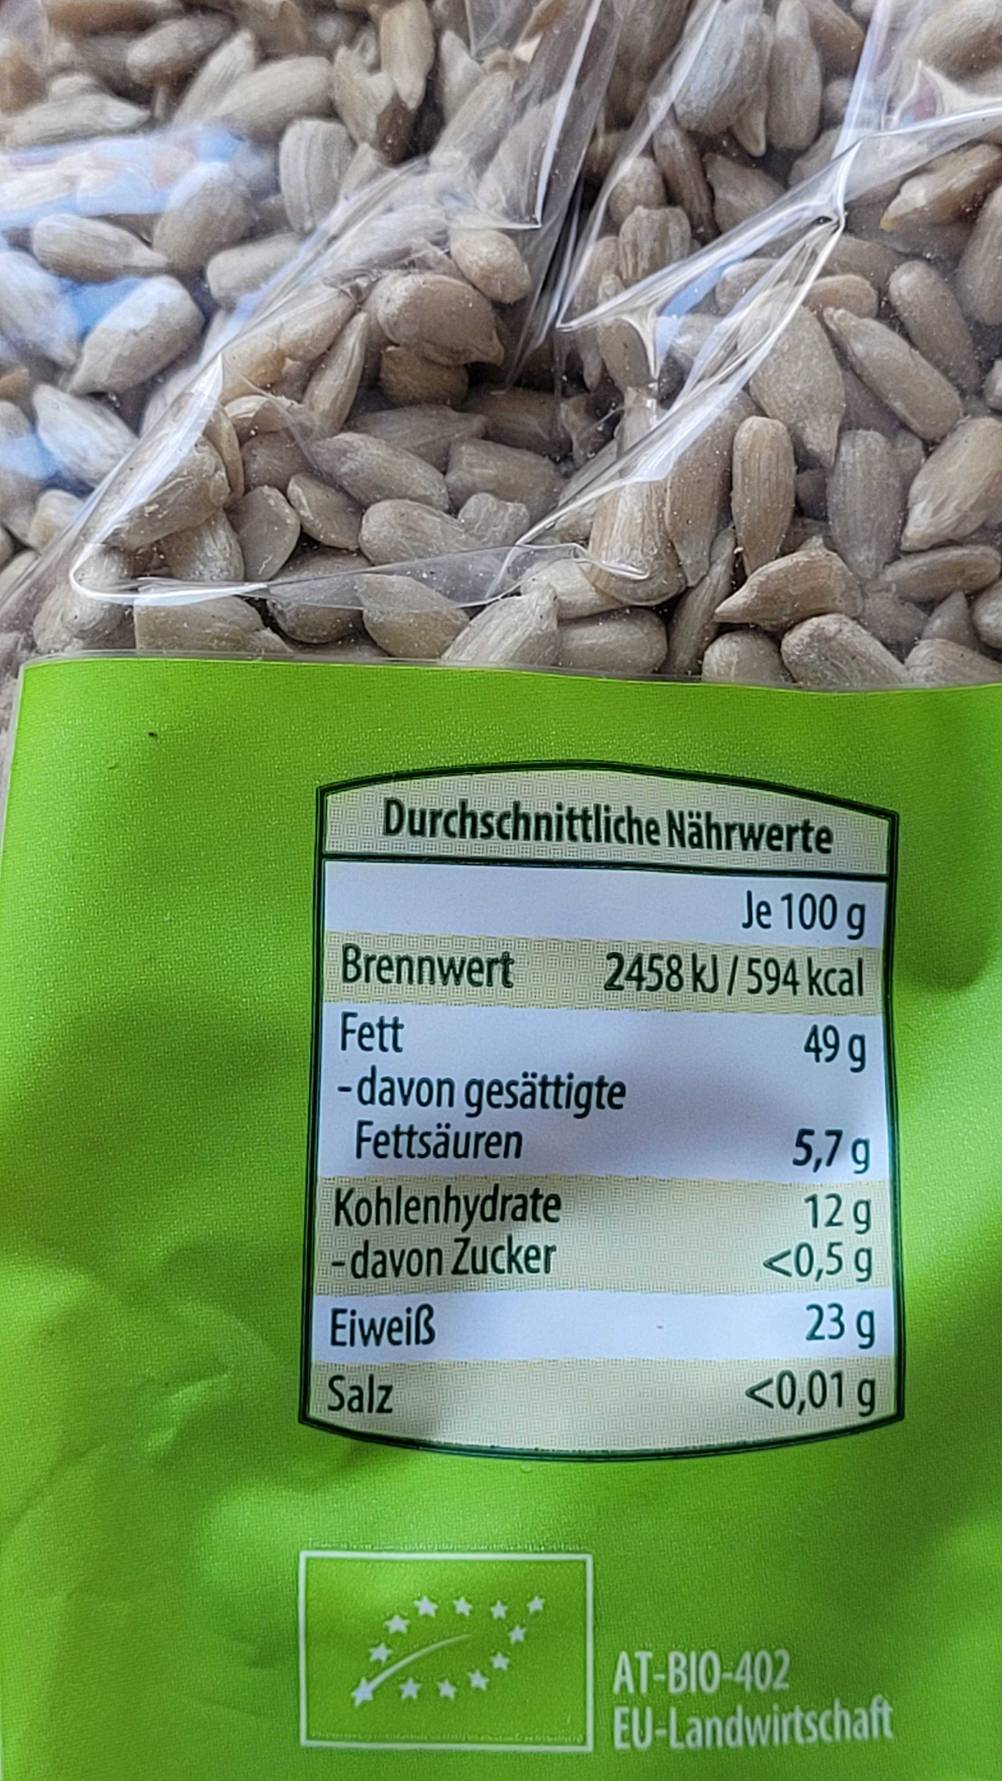 Durchschnittliche Nährwerte
Je 100 g
Brennwert 2458 kJ / 594 kcal
Fett 49 g
-davon gesättigte
Fettsäuren 5,7 g
Kohlenhydrate 12 g
-davon Zucker <0,5 g
Eiweiß 23 g
Salz <0,01 g
AT-BIO-402
EU-Landwirtschaft